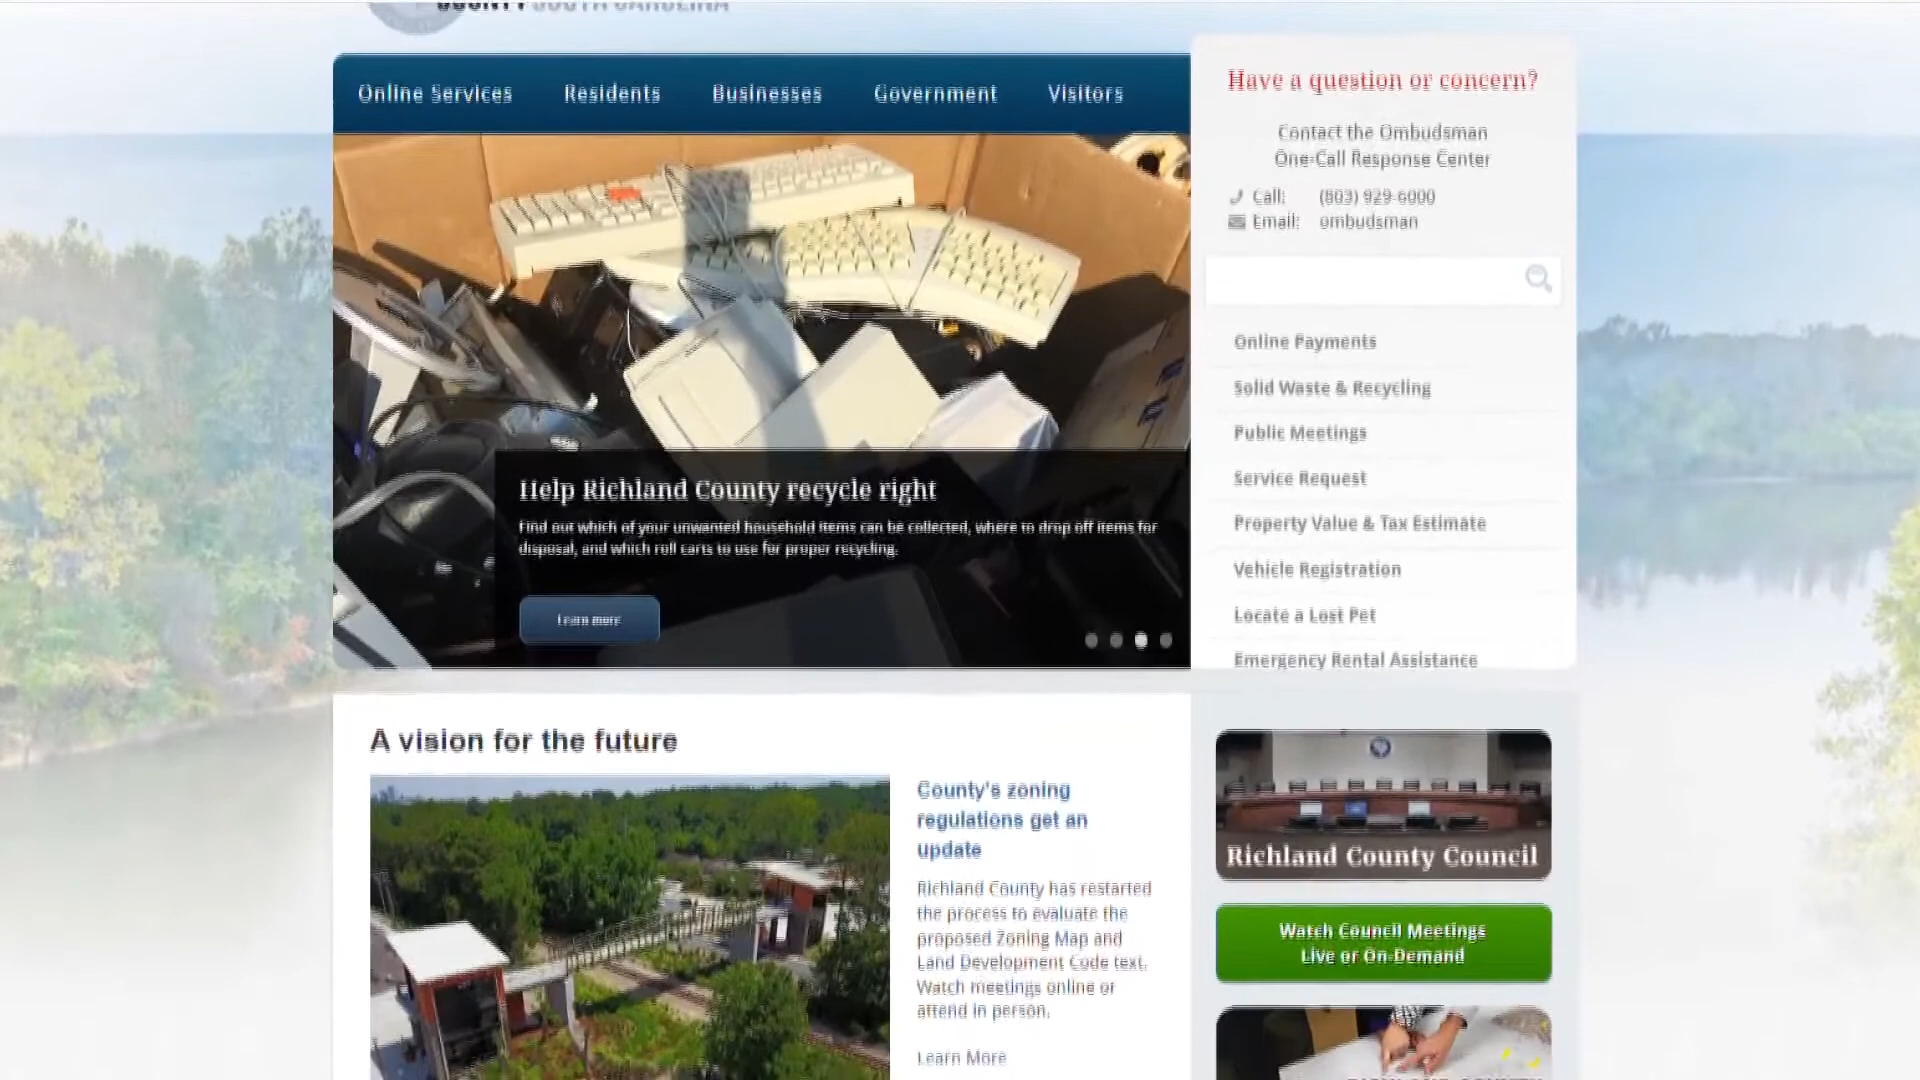 COUNTY SOUTH CAROLINA
Online Services
Residents
Businesses
Government
Visitors
Have a question or concern?
Contact the Ombudsman
One-Call Response Center
Call: (803) 929-6000
Email: ombudsman
Online Payments
Solid Waste & Recycling
Public Meetings
Service Request
Property Value & Tax Estimate
Vehicle Registration
Locate a Lost Pet
Emergency Rental Assistance
Help Richland County recycle right
Find out which of your unwanted household items can be collected, where to drop off items for
disposal, and which roll carts to use for proper recycling.
Learn more
A vision for the future
County's zoning
regulations get an
update
Richland County has restarted
the process to evaluate the
proposed Zoning Map and
Land Development Code text.
Watch meetings online or
attend in person.
Learn More
Richland County Council
Watch Council Meetings
Live or On-Demand